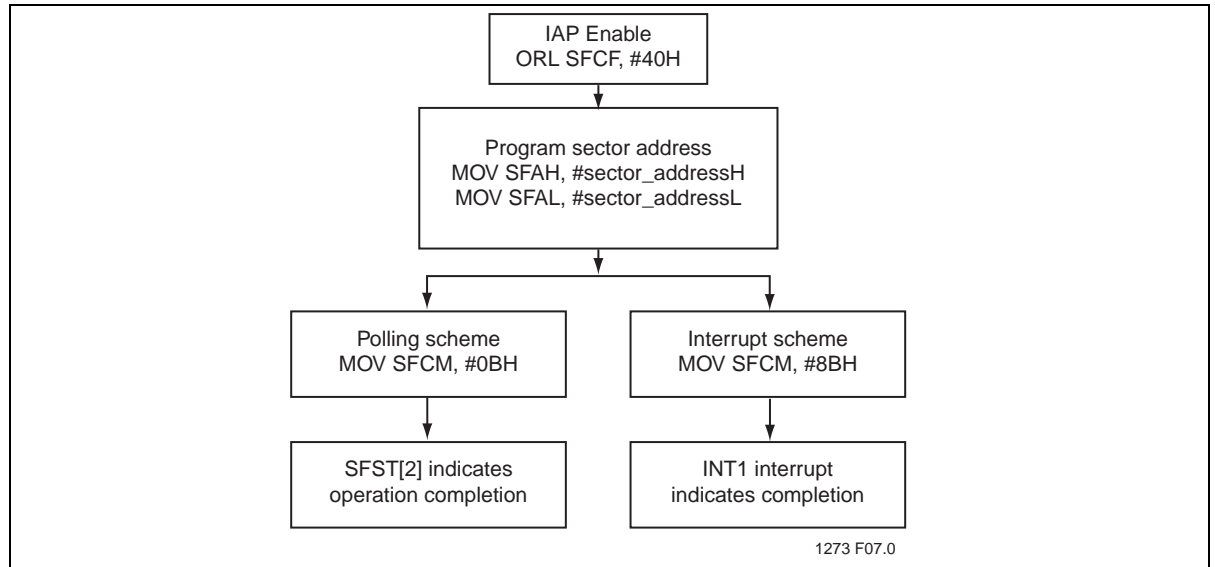 IAP Enable
ORL SFCF, #40H
Program sector address
MOV SFAH, #sector_addressH
MOV SFAL, #sector_addressL
Polling scheme
MOV SFCM, #0BH
Interrupt scheme
MOV SFCM, #8BH
SFST[2] indicates
operation completion
INT1 interrupt
indicates completion
1273 F07.0